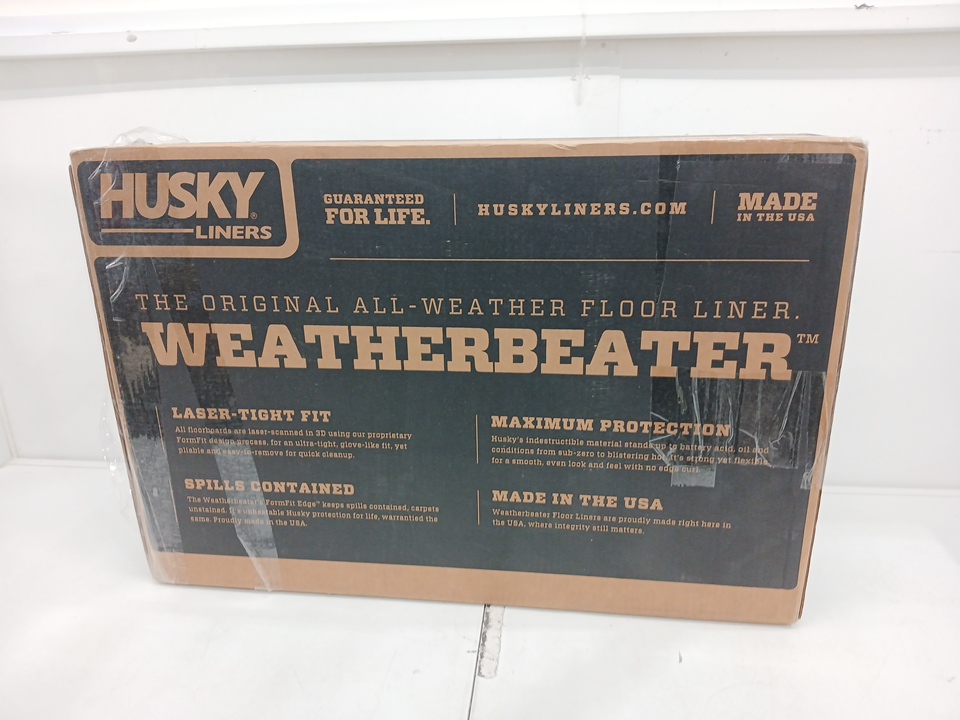 HUSKY®
LINERS
GUARANTEED
FOR LIFE.
HUSKYLINERS.COM
MADE
IN THE USA
THE ORIGINAL ALL-WEATHER FLOOR LINER.
WEATHERBEATER™
LASER-TIGHT FIT
All floorboards are laser-scanned in 3D using our proprietary
FormFit design process, for an ultra-tight, glove-like fit, yet
pliable and easy-to-remove for quick cleanup.
SPILLS CONTAINED
The WeatherBeater's FormFit Edge™ keeps spills contained, carpets
unstained. It's unbeatable Husky protection for life, warrantied the
same. Proudly made in the USA.
MAXIMUM PROTECTION
Husky's indestructible material stands up to battery acid, oil and
conditions from sub-zero to blistering hot. It's strong yet flexible
for a smooth, even look and feel with no edge curl.
MADE IN THE USA
Weatherbeater Floor Liners are proudly made right here in
the USA, where integrity still matters.